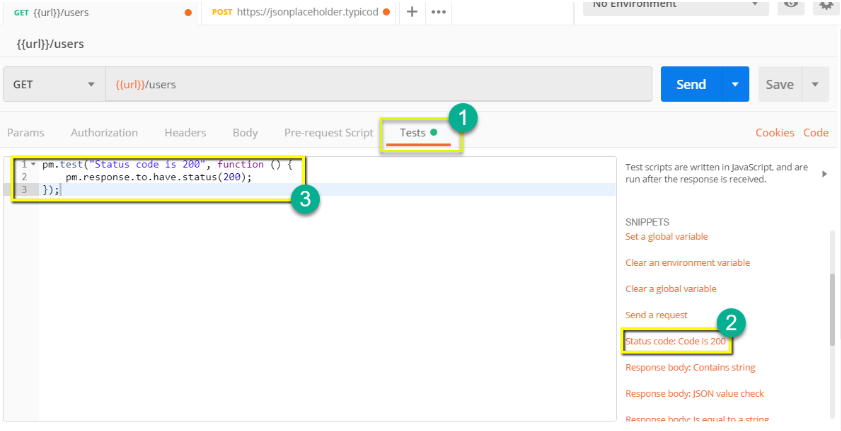 GET {{url}}/users
POST https://jsonplaceholder.typicod
+
•••
No Environment
{{url}}/users
GET
{{url}}/users
Send
Save
Params
Authorization
Headers
Body
Pre-request Script
Tests
1
Cookies
Code
1 pm.test("Status code is 200", function () {
2 pm.response.to.have.status(200);
3 });
3
Test scripts are written in JavaScript, and are
run after the response is received.
SNIPPETS
Set a global variable
Clear an environment variable
Clear a global variable
Send a request
2
Status code: Code is 200
Response body: Contains string
Response body: JSON value check
Response body: Is equal to a string